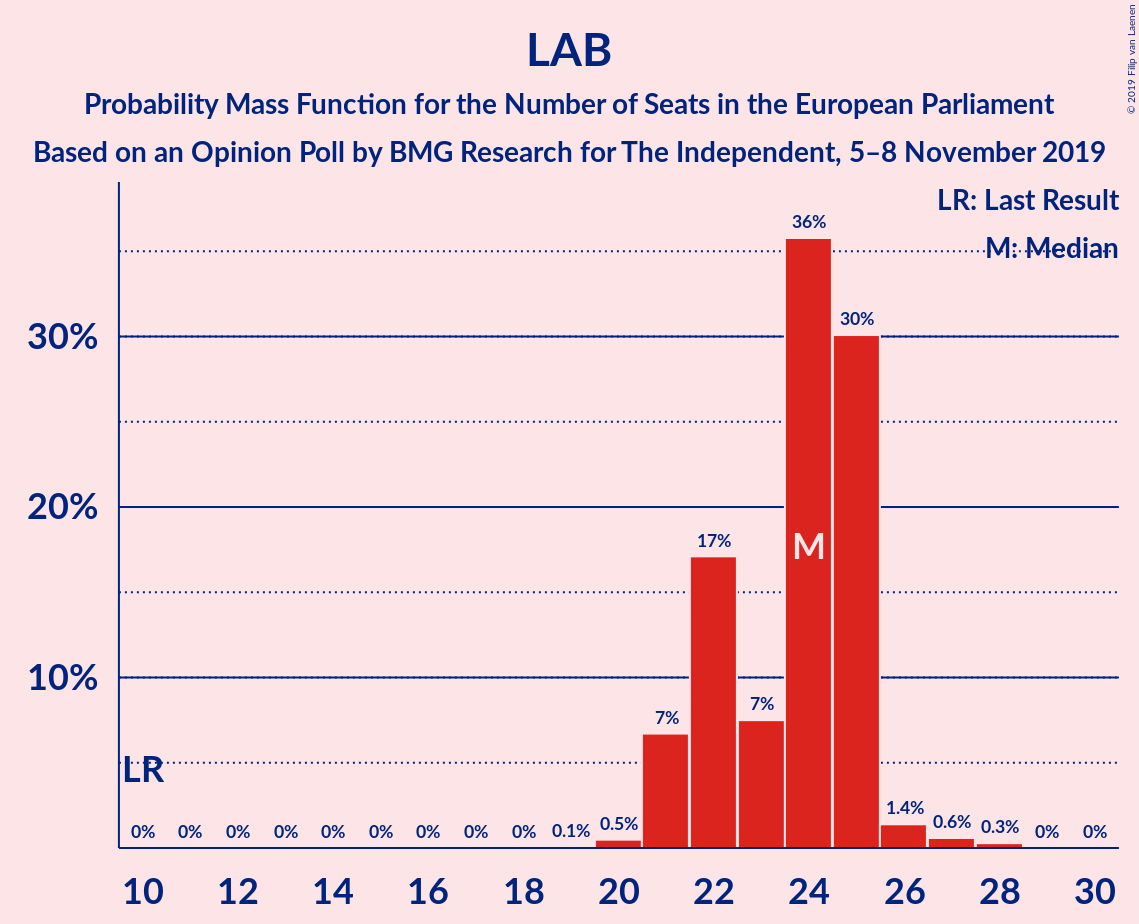 LAB
Probability Mass Function for the Number of Seats in the European Parliament
Based on an Opinion Poll by BMG Research for The Independent, 5–8 November 2019
© 2019 Filip van Laenen
LR: Last Result
M: Median
30%
20%
10%
LR
M
0% 0% 0% 0% 0% 0% 0% 0% 0% 0.1% 0.5% 7% 17% 7% 36% 30% 1.4% 0.6% 0.3% 0% 0%
10 12 14 16 18 20 22 24 26 28 30